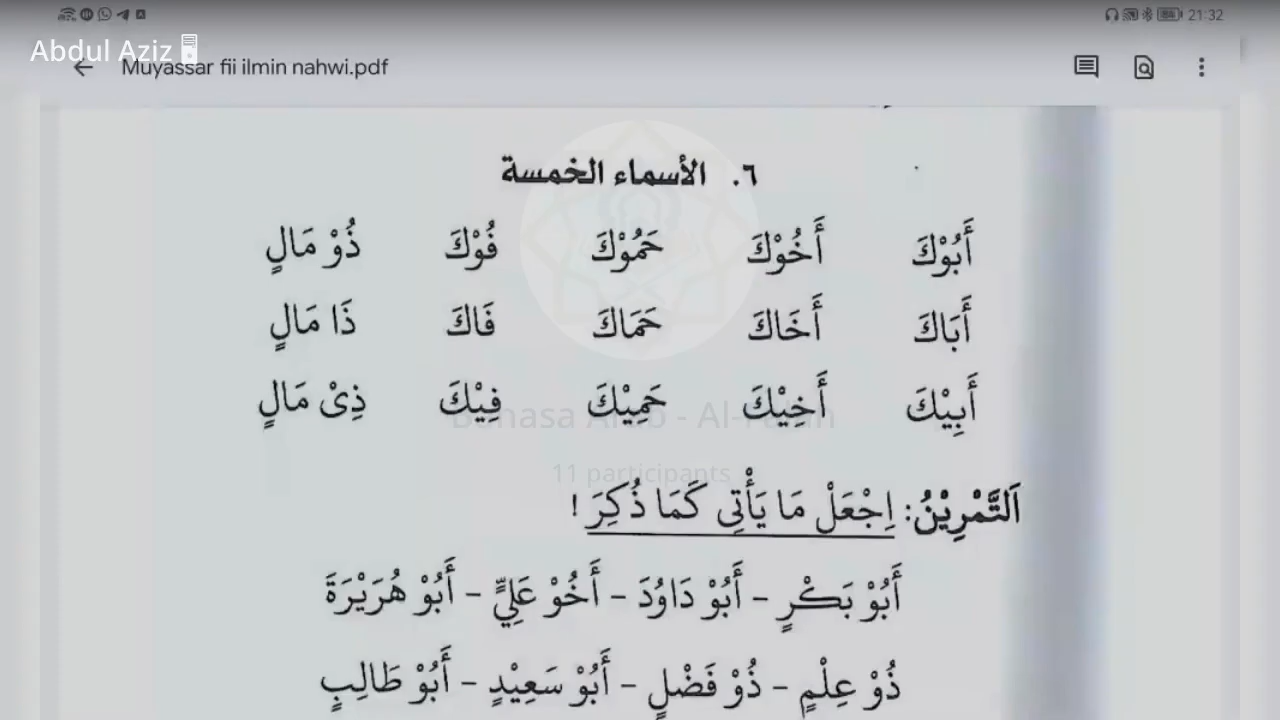 21:32
Abdul Aziz
Muyassar fii ilmin nahwi.pdf
٦. الأسماء الخمسة
أَبُوْكَ أَخُوْكَ حَمُوْكَ فُوْكَ ذُوْ مَالٍ
أَبَاكَ أَخَاكَ حَمَاكَ فَاكَ ذَا مَالٍ
أَبِيْكَ أَخِيْكَ حَمِيْكَ فِيْكَ ذِىْ مَالٍ
Bahasa Arab - Al-Falah
11 participants
اَلتَّمْرِيْنُ: اِجْعَلْ مَا يَأْتِى كَمَا ذُكِرَ !
أَبُوْ بَكْرٍ – أَبُوْ دَاوُدَ – أَخُوْ عَلِيٍّ – أَبُوْ هُرَيْرَةَ
ذُوْ عِلْمٍ – ذُوْ فَضْلٍ – أَبُوْ سَعِيْدٍ – أَبُوْ طَالِبٍ